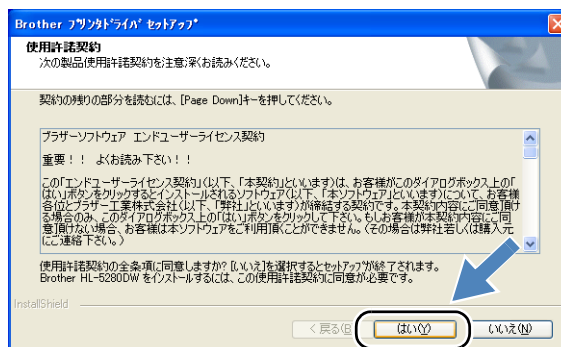 Brother プリンタドライバ セットアップ
使用許諾契約
次の製品使用許諾契約を注意深くお読みください。
契約の残りの部分を読むには、[Page Down]キーを押してください。
ブラザーソフトウェア エンドユーザーライセンス契約
重要！！ よくお読み下さい！！
この「エンドユーザーライセンス契約」(以下、「本契約」といいます)は、お客様がこのダイアログボックス上の「
はい」ボタンをクリックするとインストールされるソフトウェア(以下、「本ソフトウェア」といいます)について、お客様
各位とブラザー工業株式会社(以下、「弊社」といいます)が締結する契約です。本契約内容にご同意頂け
る場合のみ、このダイアログボックス上の「はい」ボタンをクリックして下さい。もしお客様が本契約内容にご同
意頂けない場合、お客様は本ソフトウェアをご利用頂くことができません。(その場合は弊社若しくは購入元
にご連絡下さい。)
使用許諾契約の全条項に同意しますか? [いいえ]を選択するとセットアップが終了されます。
Brother HL-5280DW をインストールするには、この使用許諾契約に同意が必要です。
InstallShield
< 戻る(B はい(Y) いいえ(N)